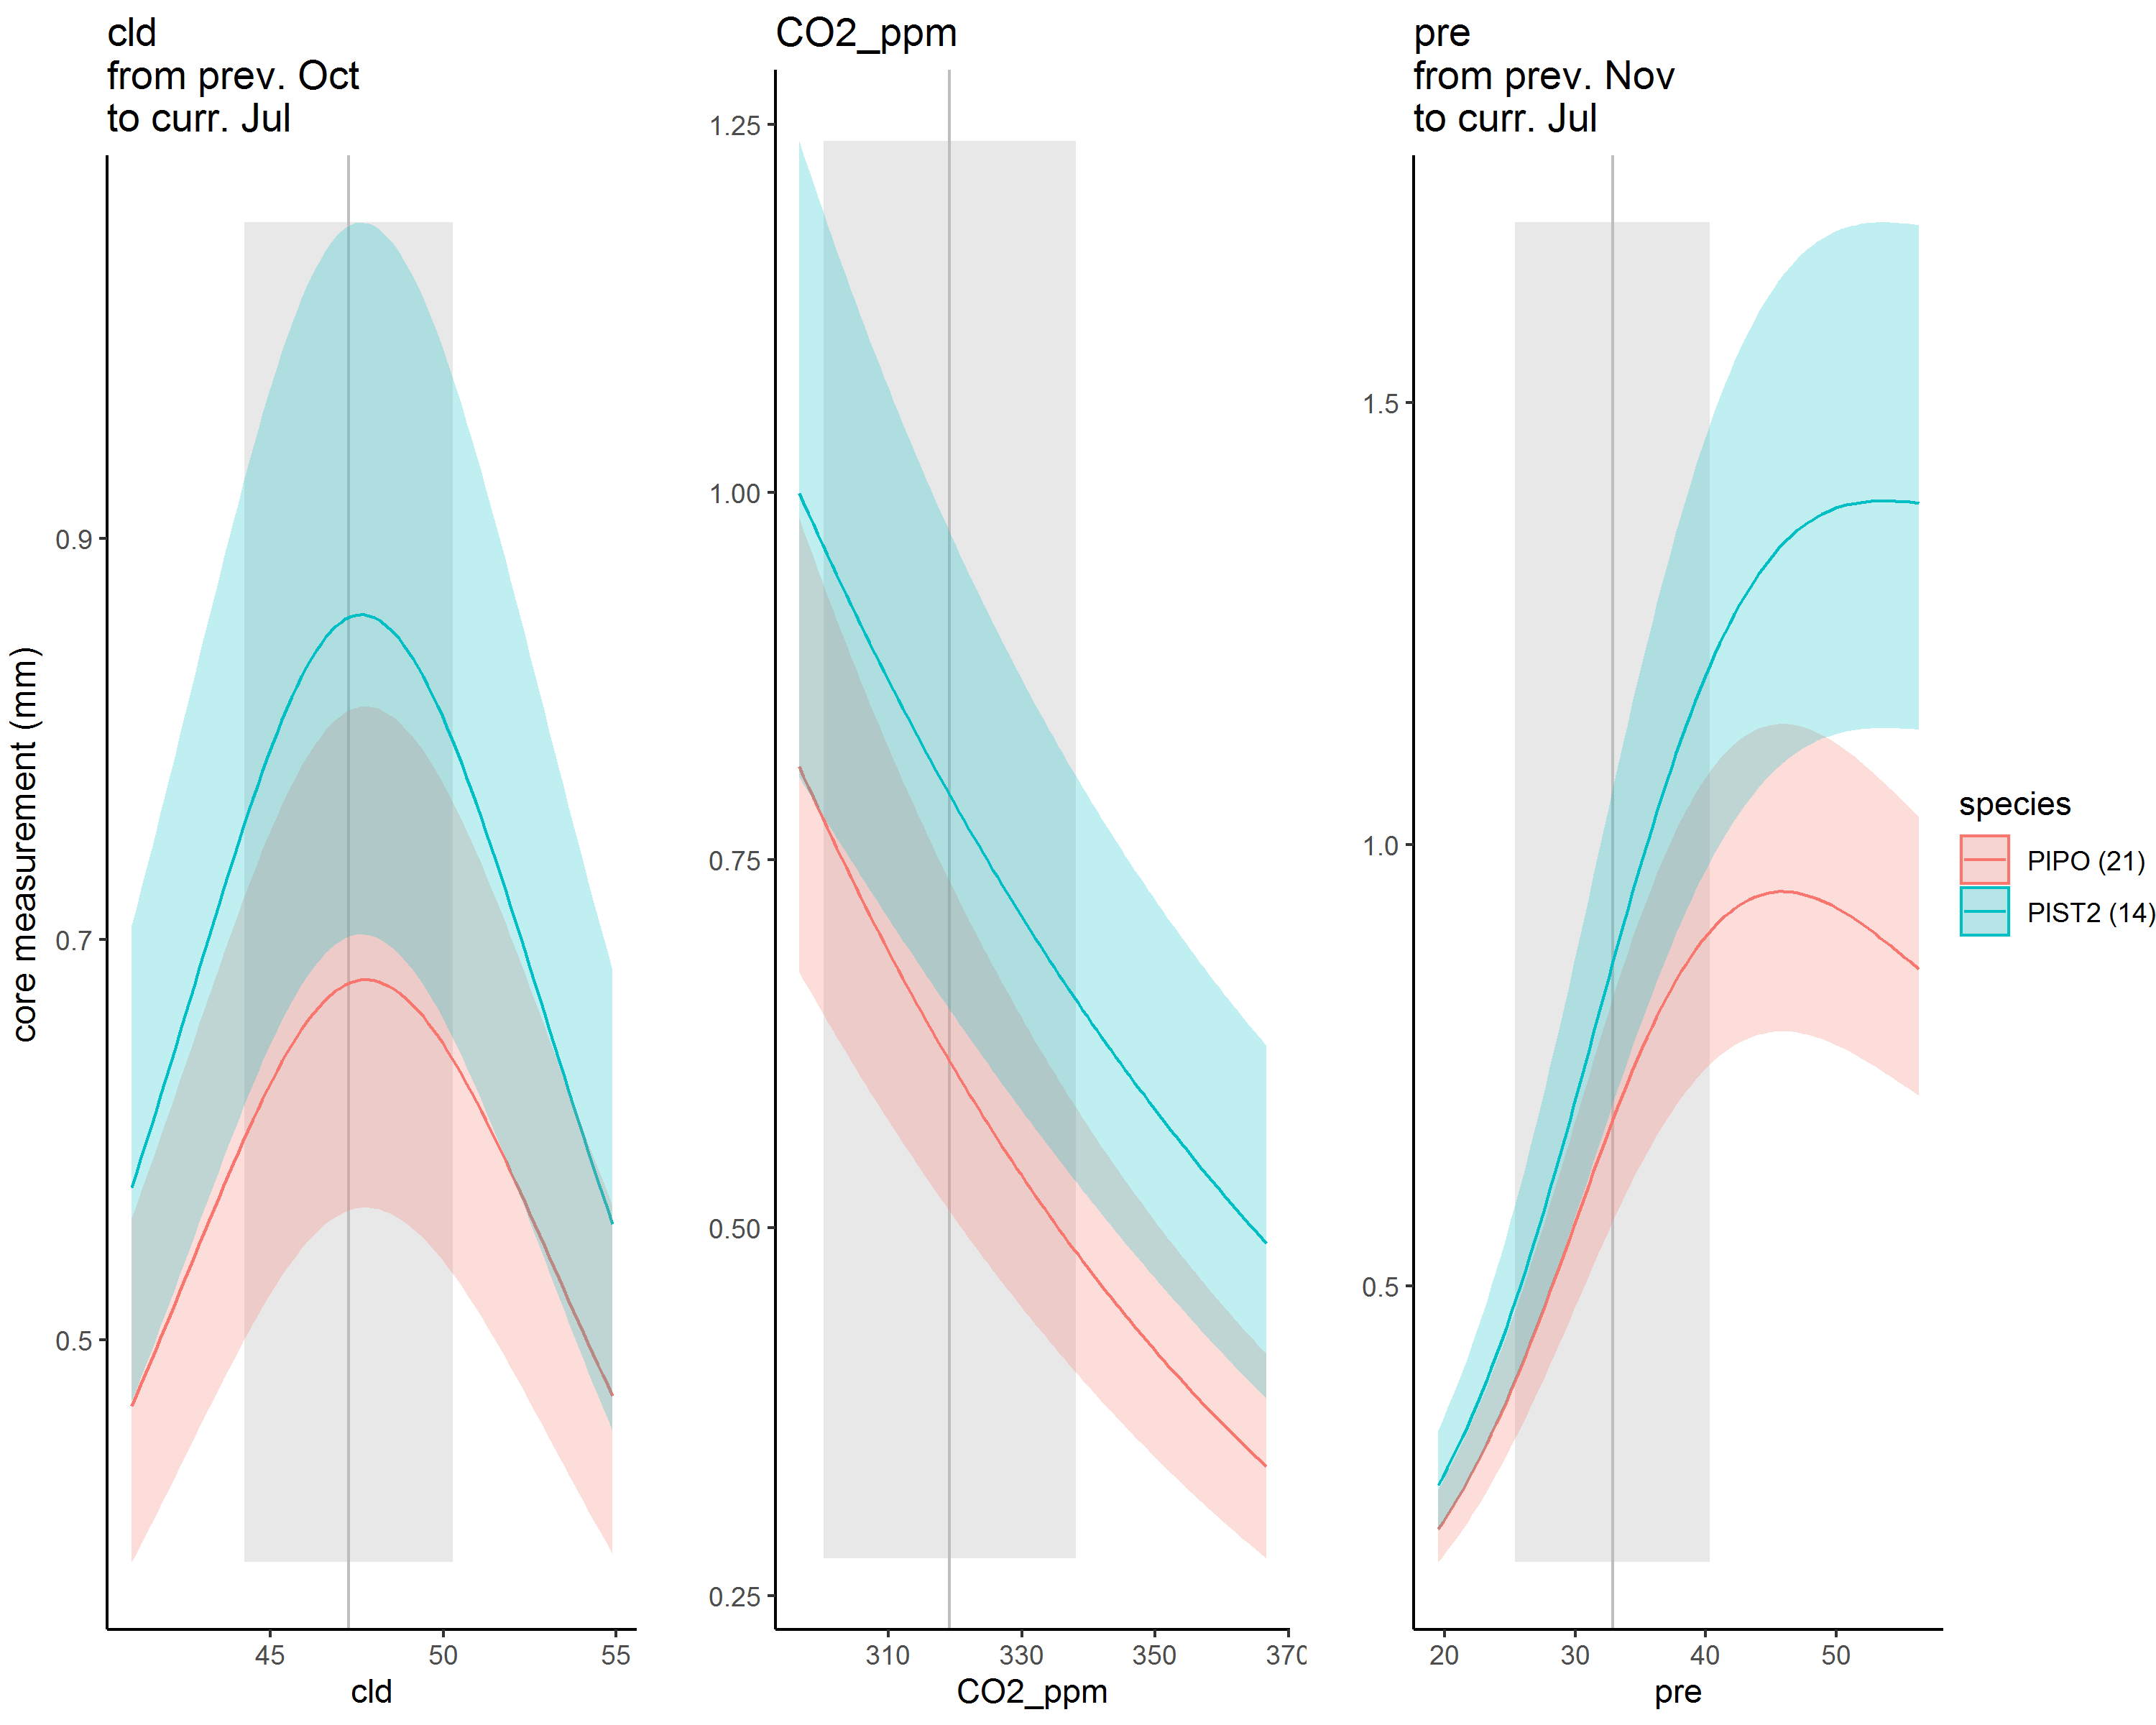 cld
from prev. Oct
to curr. Jul
CO2_ppm
pre
from prev. Nov
to curr. Jul
core measurement (mm)
0.9
0.7
0.5
45
50
55
cld
1.25
1.00
0.75
0.50
0.25
310
330
350
370
CO2_ppm
1.5
1.0
0.5
20
30
40
50
pre
species
PIPO (21)
PIST2 (14)